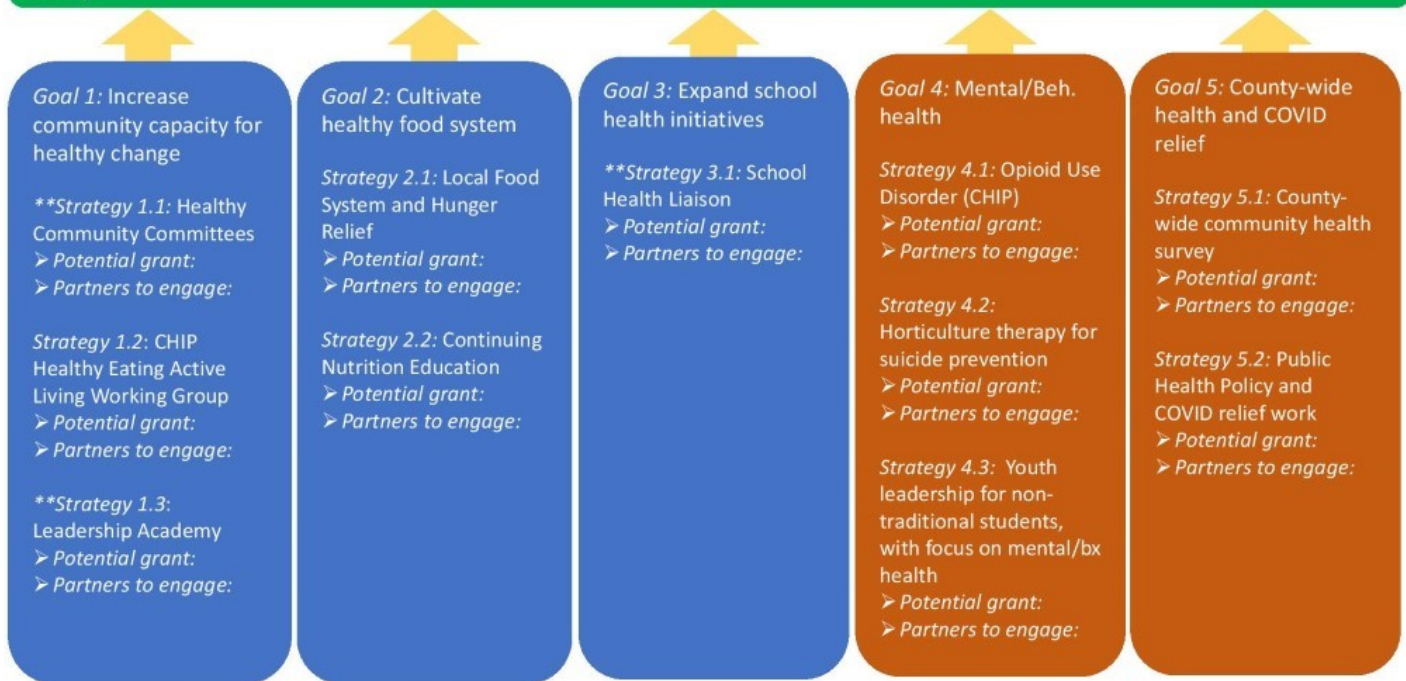 Goal 1: Increase
community capacity for
healthy change
**Strategy 1.1: Healthy
Community Committees
➢ Potential grant:
➢ Partners to engage:
Strategy 1.2: CHIP
Healthy Eating Active
Living Working Group
➢ Potential grant:
➢ Partners to engage:
**Strategy 1.3:
Leadership Academy
➢ Potential grant:
➢ Partners to engage:
Goal 2: Cultivate
healthy food system
Strategy 2.1: Local Food
System and Hunger
Relief
➢ Potential grant:
➢ Partners to engage:
Strategy 2.2: Continuing
Nutrition Education
➢ Potential grant:
➢ Partners to engage:
Goal 3: Expand school
health initiatives
**Strategy 3.1: School
Health Liaison
➢ Potential grant:
➢ Partners to engage:
Goal 4: Mental/Beh.
health
Strategy 4.1: Opioid Use
Disorder (CHIP)
➢ Potential grant:
➢ Partners to engage:
Strategy 4.2:
Horticulture therapy for
suicide prevention
➢ Potential grant:
➢ Partners to engage:
Strategy 4.3: Youth
leadership for non-
traditional students,
with focus on mental/bx
health
➢ Potential grant:
➢ Partners to engage:
Goal 5: County-wide
health and COVID
relief
Strategy 5.1: County-
wide community health
survey
➢ Potential grant:
➢ Partners to engage:
Strategy 5.2: Public
Health Policy and
COVID relief work
➢ Potential grant:
➢ Partners to engage: